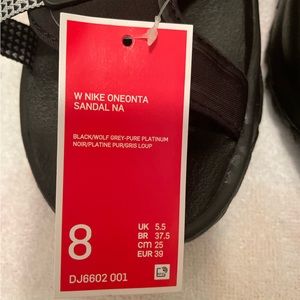 W NIKE ONEONTA
SANDAL NA
BLACK/WOLF GREY-PURE PLATINUM
NOIR/PLATINE PUR/GRIS LOUP
8
UK 5.5
BR 37.5
CM 25
EUR 39
DJ6602 001